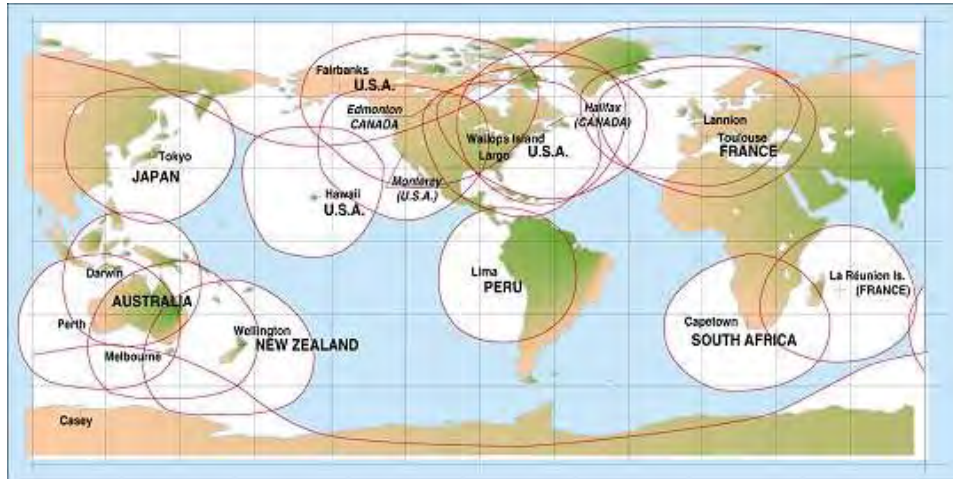 Fairbanks
U.S.A.
Edmonton
CANADA
Halifax
(CANADA)
Wallops Island
Largo
U.S.A.
Lannion
Toulouse
FRANCE
Tokyo
JAPAN
Hawaii
U.S.A.
Monterey
(U.S.A.)
Darwin
AUSTRALIA
Perth
Melbourne
Wellington
NEW ZEALAND
Lima
PERU
La Réunion Is.
(FRANCE)
Capetown
SOUTH AFRICA
Casey